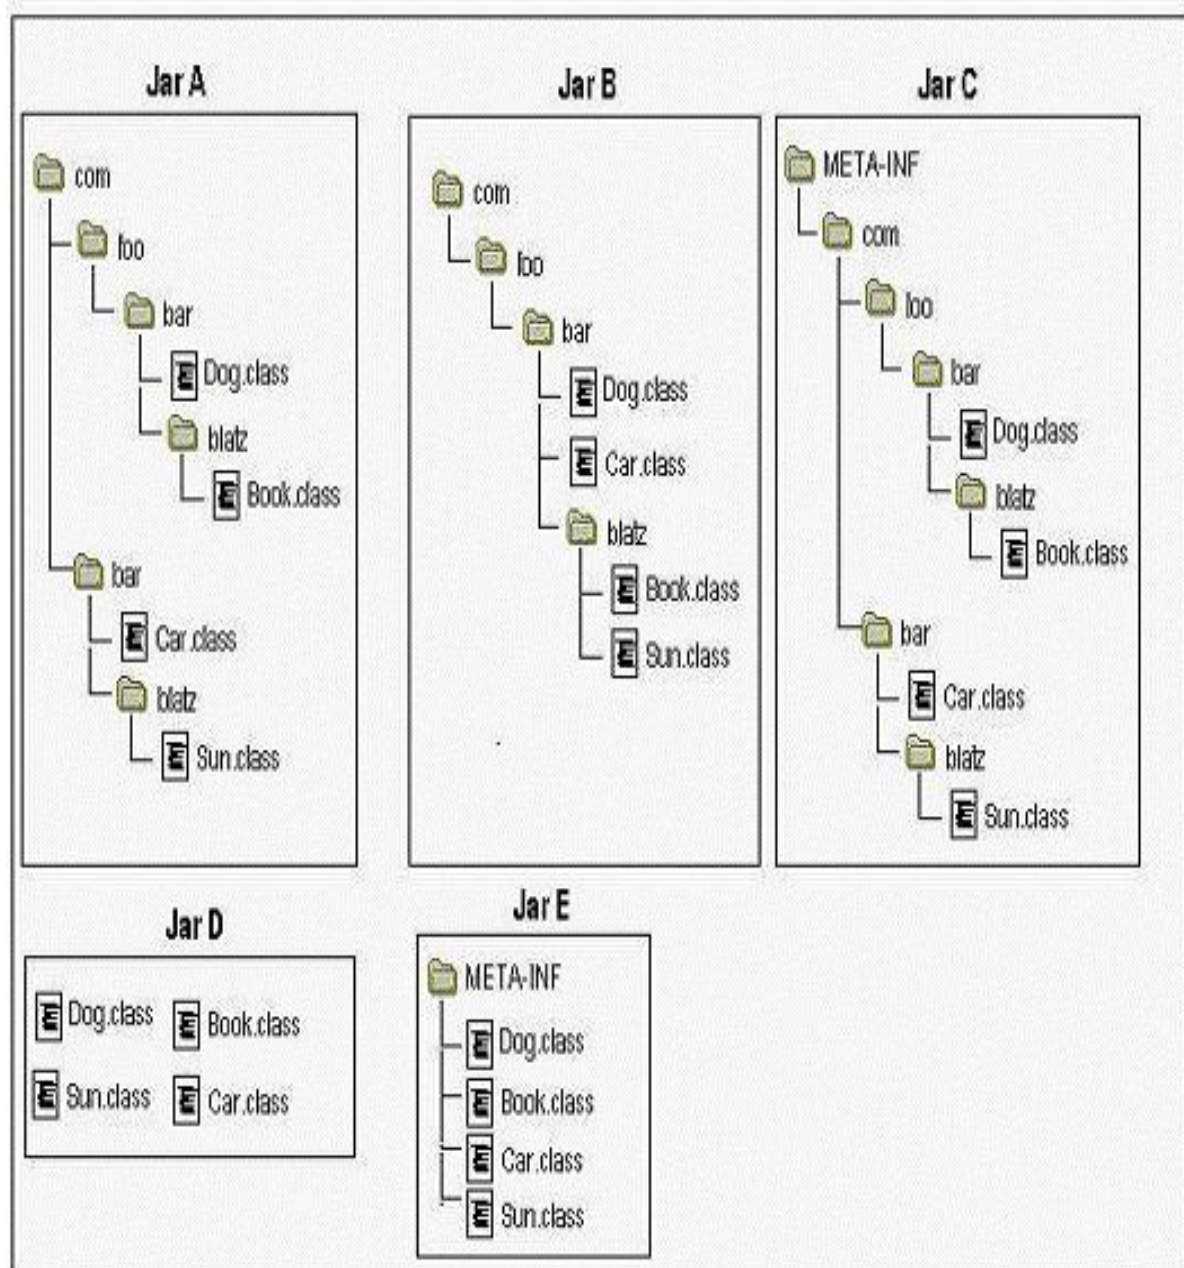 Jar A
com
foo
bar
Dog.class
blatz
Book.class
bar
Car.class
blatz
Sun.class
Jar B
com
foo
bar
Dog.class
Car.class
blatz
Book.class
Sun.class
Jar C
META-INF
com
foo
bar
Dog.class
blatz
Book.class
bar
Car.class
blatz
Sun.class
Jar D
Dog.class
Book.class
Sun.class
Car.class
Jar E
META-INF
Dog.class
Book.class
Car.class
Sun.class